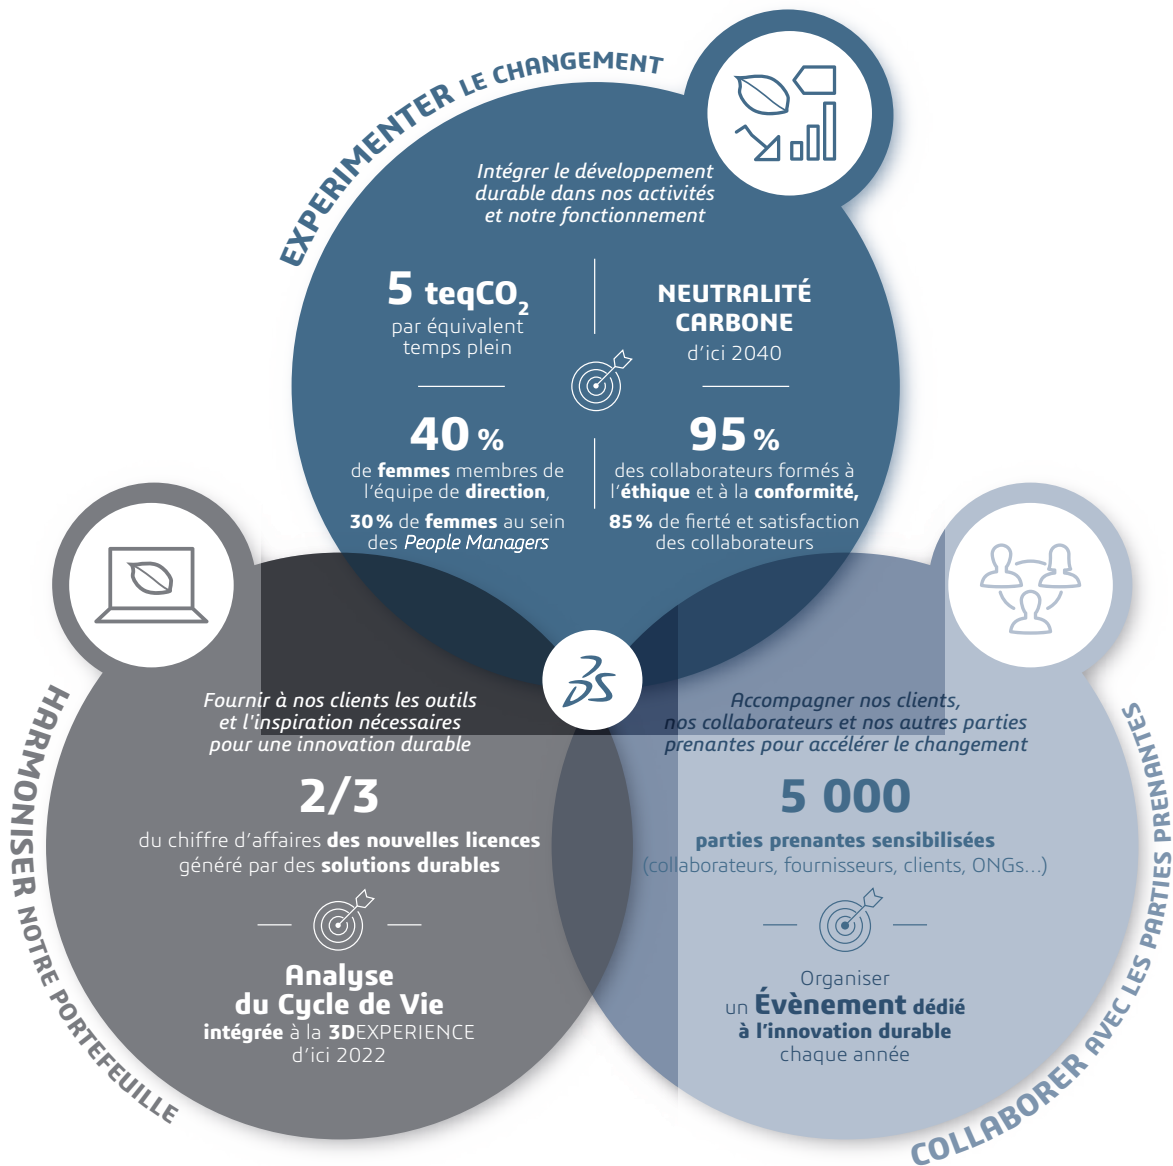 EXPERIMENTER LE CHANGEMENT
Intégrer le développement
durable dans nos activités
et notre fonctionnement
5 teqCO2
par équivalent
temps plein
NEUTRALITÉ
CARBONE
d'ici 2040
40 %
de femmes membres de
l'équipe de direction,
30 % de femmes au sein
des People Managers
95 %
des collaborateurs formés à
l'éthique et à la conformité,
85 % de fierté et satisfaction
des collaborateurs
3DS
HARMONISER NOTRE PORTEFEUILLE
Fournir à nos clients les outils
et l'inspiration nécessaires
pour une innovation durable
2/3
du chiffre d'affaires des nouvelles licences
généré par des solutions durables
Analyse
du Cycle de Vie
intégrée à la 3DEXPERIENCE
d'ici 2022
COLLABORER AVEC LES PARTIES PRENANTES
Accompagner nos clients,
nos collaborateurs et nos autres parties
prenantes pour accélérer le changement
5 000
parties prenantes sensibilisées
(collaborateurs, fournisseurs, clients, ONGs...)
Organiser
un Évènement dédié
à l'innovation durable
chaque année